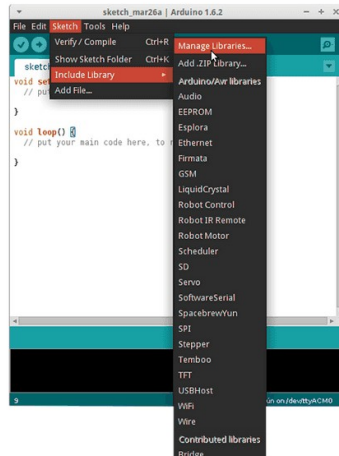 sketch_mar26a | Arduino 1.6.2
File Edit Sketch Tools Help
Verify / Compile Ctrl+R
Show Sketch Folder Ctrl+K
Include Library
Add File...
Manage Libraries...
Add .ZIP Library...
Arduino/Avr libraries
Audio
EEPROM
Esplora
Ethernet
Firmata
GSM
LiquidCrystal
Robot Control
Robot IR Remote
Robot Motor
Scheduler
SD
Servo
SoftwareSerial
SpacebrewYun
SPI
Stepper
Temboo
TFT
USBHost
WiFi
Wire
Contributed libraries
Bridge
void
// pu
}
void loop() {
// put your main code here, to
}
9
on /dev/ttyACM0